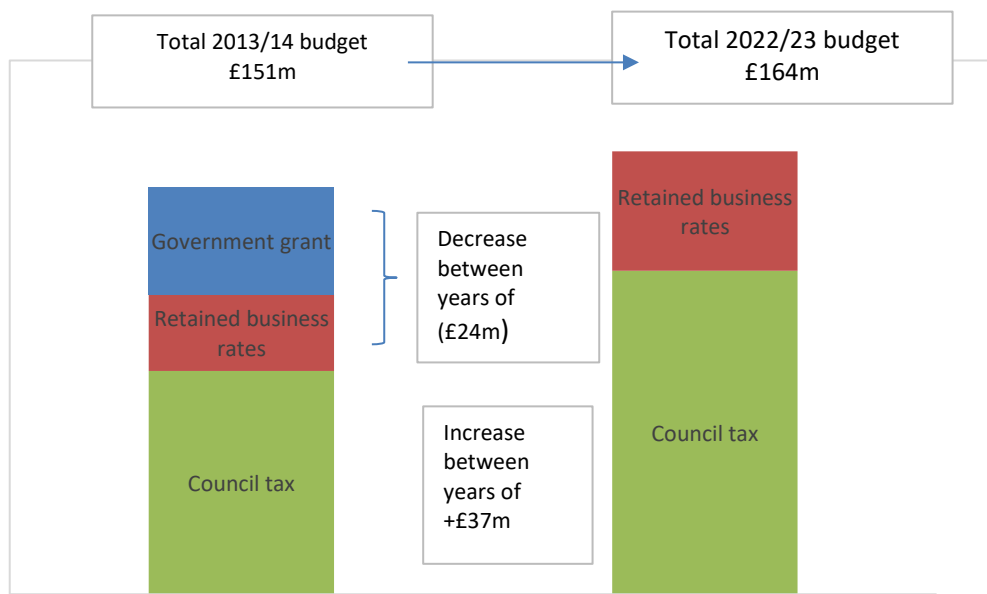 Total 2013/14 budget
£151m
Total 2022/23 budget
£164m
Government grant
Retained business
rates
Council tax
Decrease
between
years of
(£24m)
Increase
between
years of
+£37m
Retained business
rates
Council tax